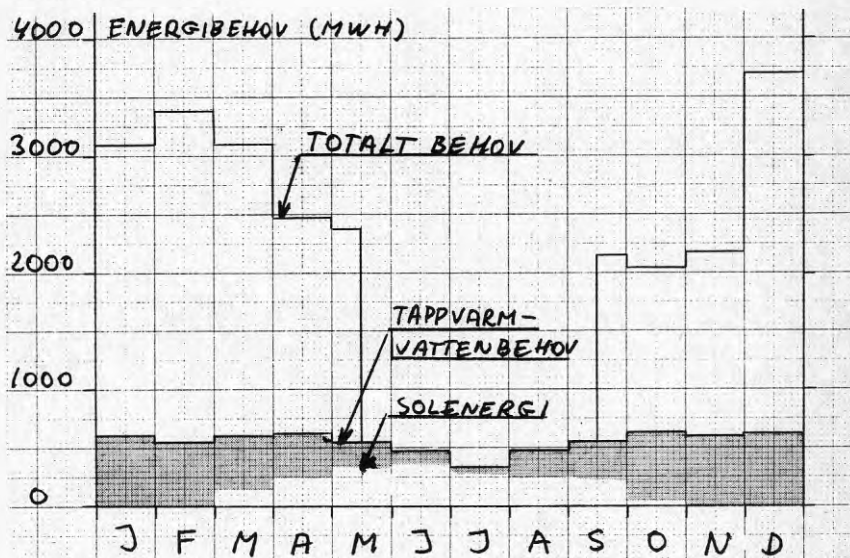 4000 ENERGIBEHOV (MWH)
3000
TOTALT BEHOV
2000
TAPPVARM-
VATTENBEHOV
1000
SOLENERGI
0
J F M A M J J A S O N D